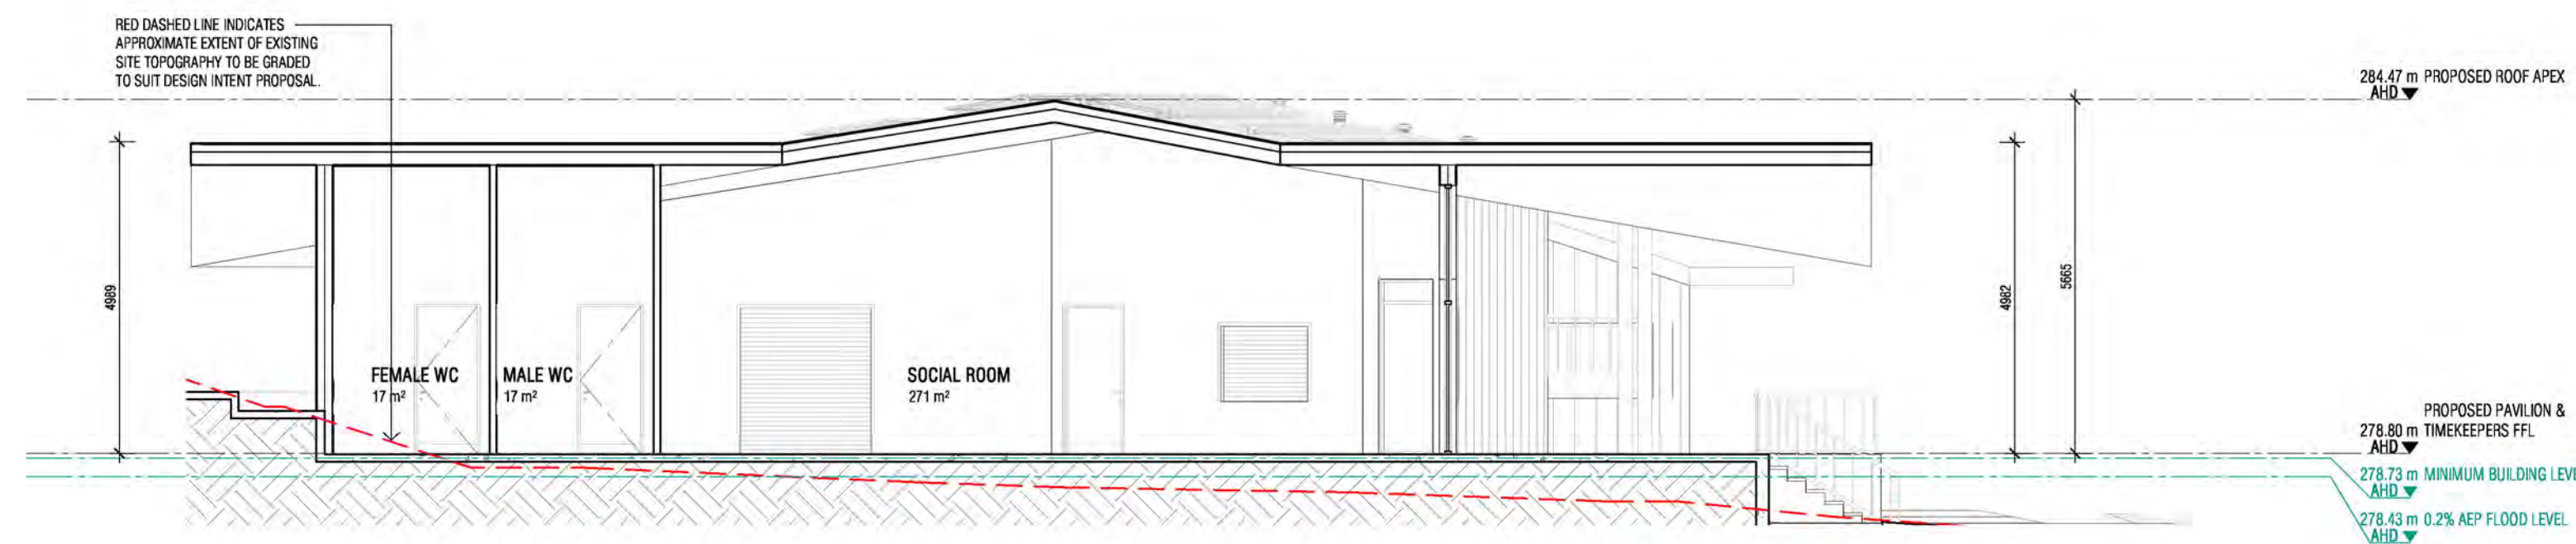 RED DASHED LINE INDICATES
APPROXIMATE EXTENT OF EXISTING
SITE TOPOGRAPHY TO BE GRADED
TO SUIT DESIGN INTENT PROPOSAL.
284.47 m PROPOSED ROOF APEX
AHD
4989
4982
5665
FEMALE WC
17 m²
MALE WC
17 m²
SOCIAL ROOM
271 m²
PROPOSED PAVILION &
278.80 m TIMEKEEPERS FFL
AHD
278.73 m MINIMUM BUILDING LEVE
AHD
278.43 m 0.2% AEP FLOOD LEVEL
AHD